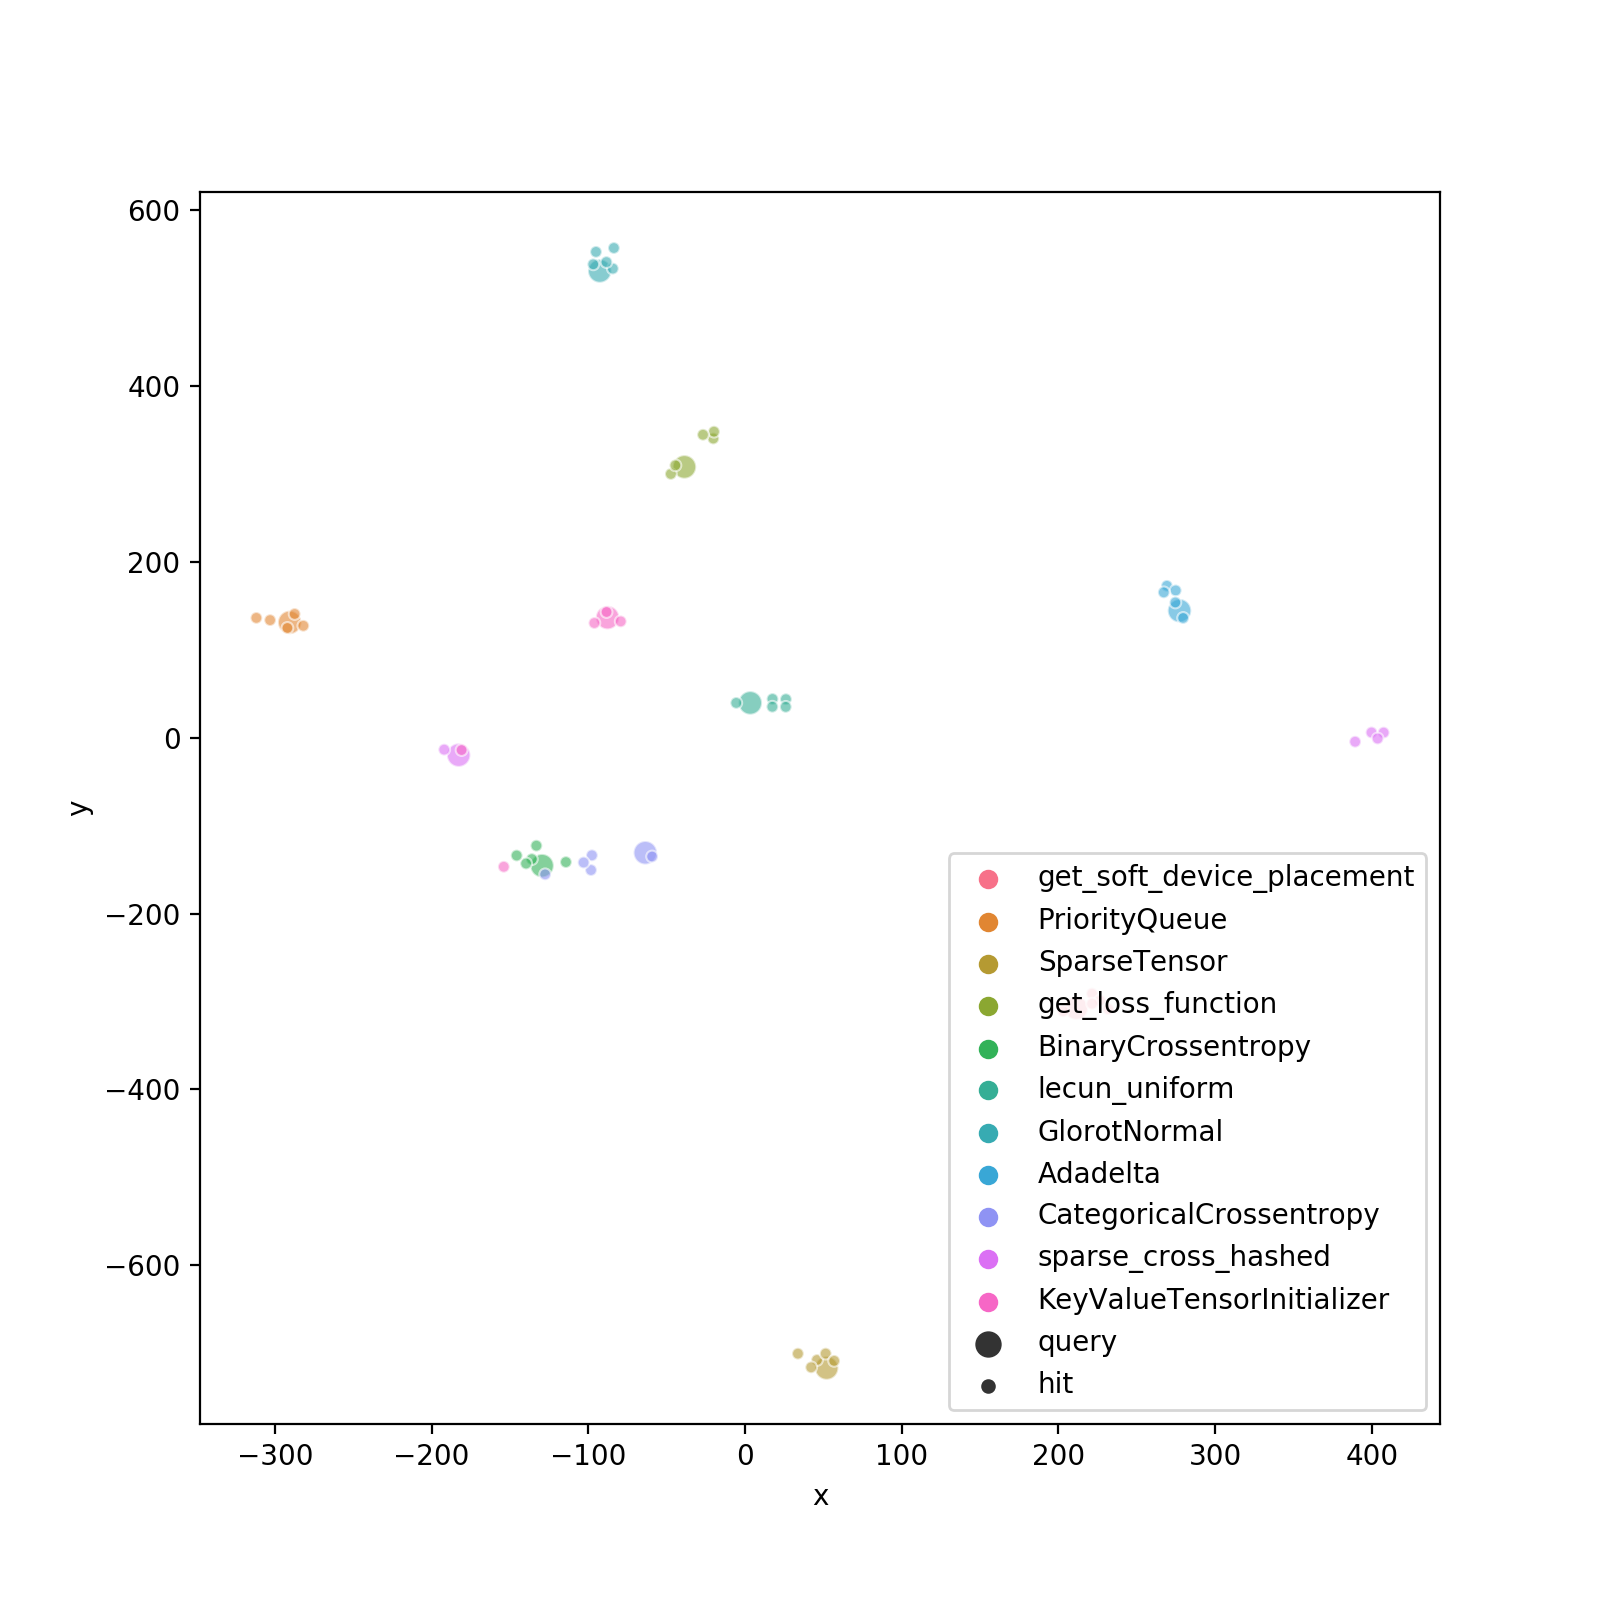 600
400
200
0
−200
−400
−600
y
−300
−200
−100
0
100
200
300
400
x
get_soft_device_placement
PriorityQueue
SparseTensor
get_loss_function
BinaryCrossentropy
lecun_uniform
GlorotNormal
Adadelta
CategoricalCrossentropy
sparse_cross_hashed
KeyValueTensorInitializer
query
hit